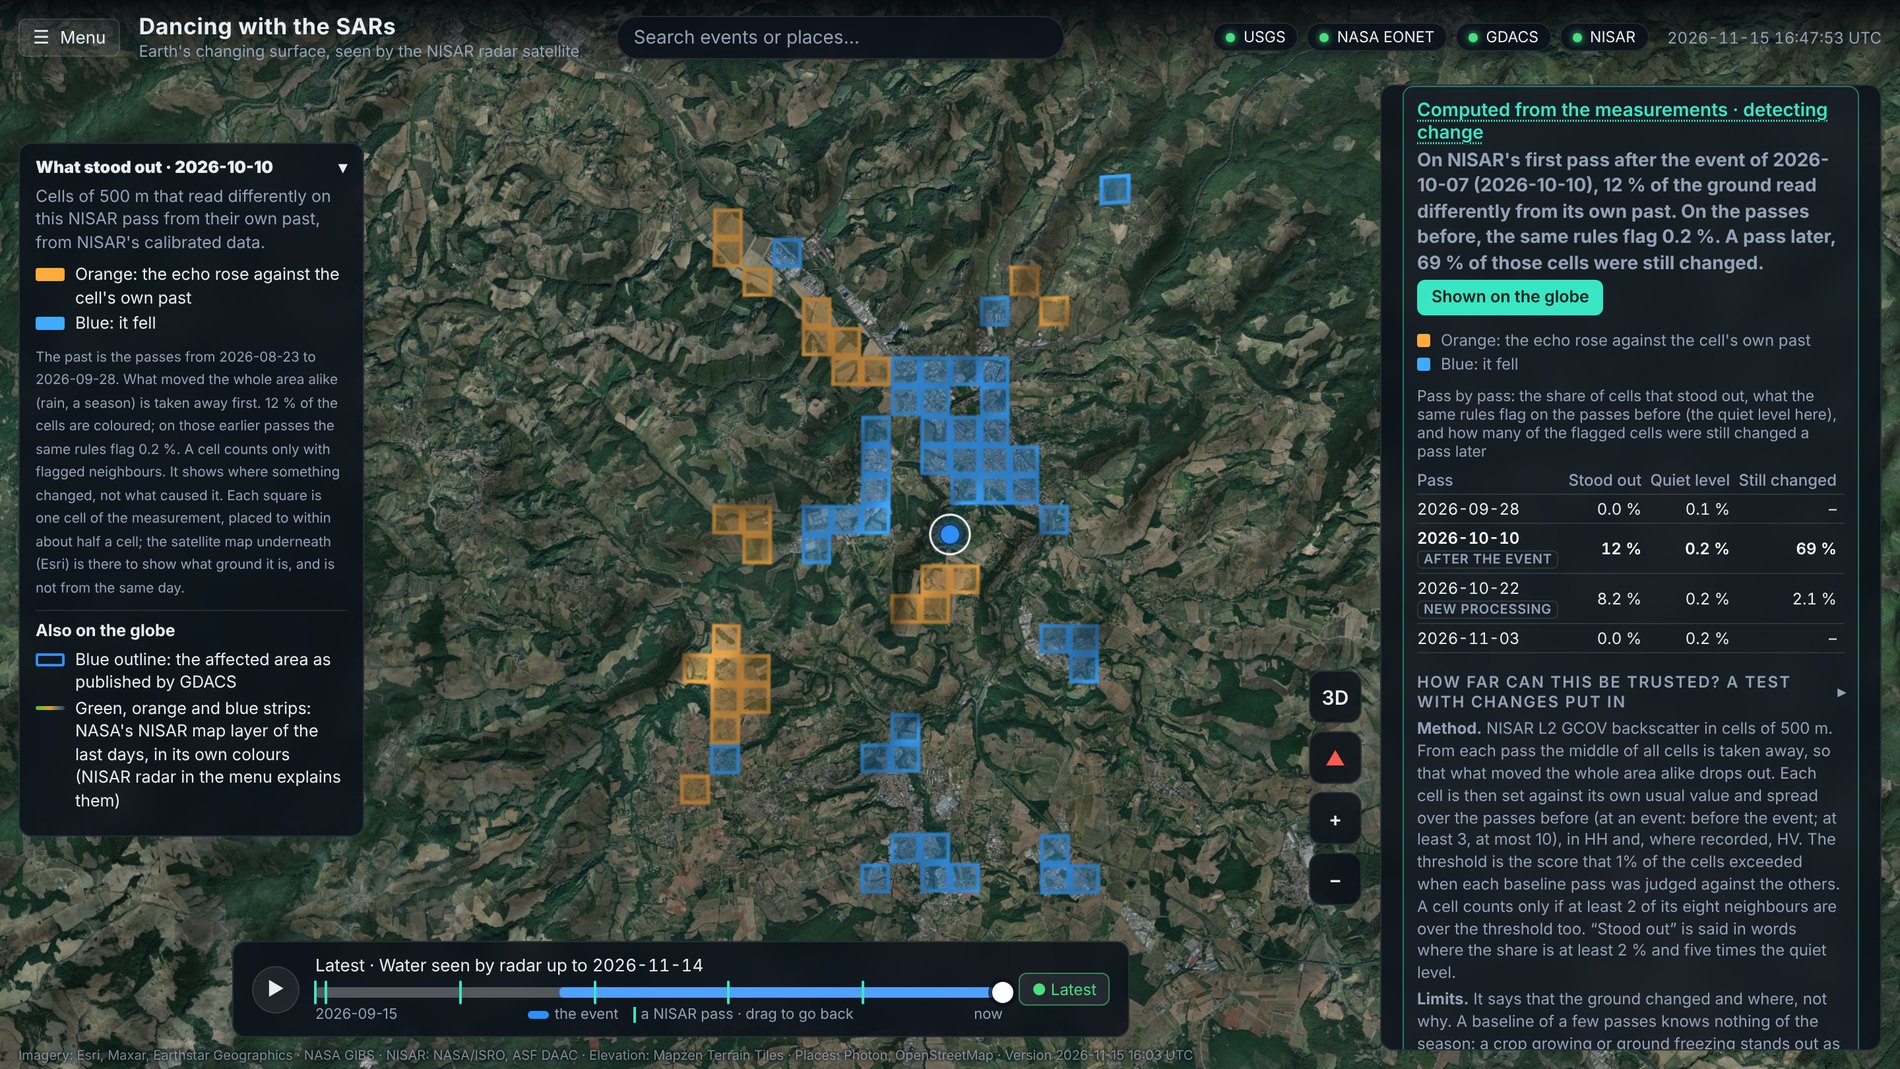 ☰ Menu
Dancing with the SARs
Earth's changing surface, seen by the NISAR radar satellite
Search events or places...
USGS
NASA EONET
GDACS
NISAR
2026-11-15 16:47:53 UTC
What stood out · 2026-10-10 ▼
Cells of 500 m that read differently on
this NISAR pass from their own past,
from NISAR's calibrated data.
Orange: the echo rose against the
cell's own past
Blue: it fell
The past is the passes from 2026-08-23 to
2026-09-28. What moved the whole area alike
(rain, a season) is taken away first. 12 % of the
cells are coloured; on those earlier passes the
same rules flag 0.2 %. A cell counts only with
flagged neighbours. It shows where something
changed, not what caused it. Each square is
one cell of the measurement, placed to within
about half a cell; the satellite map underneath
(Esri) is there to show what ground it is, and is
not from the same day.
Also on the globe
Blue outline: the affected area as
published by GDACS
Green, orange and blue strips:
NASA's NISAR map layer of the
last days, in its own colours
(NISAR radar in the menu explains
them)
Computed from the measurements · detecting
change
On NISAR's first pass after the event of 2026-
10-07 (2026-10-10), 12 % of the ground read
differently from its own past. On the passes
before, the same rules flag 0.2 %. A pass later,
69 % of those cells were still changed.
Shown on the globe
Orange: the echo rose against the cell's own past
Blue: it fell
Pass by pass: the share of cells that stood out, what the
same rules flag on the passes before (the quiet level here),
and how many of the flagged cells were still changed a
pass later
Pass Stood out Quiet level Still changed
2026-09-28 0.0 % 0.1 % –
2026-10-10 12 % 0.2 % 69 %
AFTER THE EVENT
2026-10-22 8.2 % 0.2 % 2.1 %
NEW PROCESSING
2026-11-03 0.0 % 0.2 % –
HOW FAR CAN THIS BE TRUSTED? A TEST
WITH CHANGES PUT IN
Method. NISAR L2 GCOV backscatter in cells of 500 m.
From each pass the middle of all cells is taken away, so
that what moved the whole area alike drops out. Each
cell is then set against its own usual value and spread
over the passes before (at an event: before the event; at
least 3, at most 10), in HH and, where recorded, HV. The
threshold is the score that 1% of the cells exceeded
when each baseline pass was judged against the others.
A cell counts only if at least 2 of its eight neighbours are
over the threshold too. “Stood out” is said in words
where the share is at least 2 % and five times the quiet
level.
Limits. It says that the ground changed and where, not
why. A baseline of a few passes knows nothing of the
season: a crop growing or ground freezing stands out as
3D
+
−
Latest · Water seen by radar up to 2026-11-14
Latest
2026-09-15
the event
a NISAR pass · drag to go back
now
Imagery: Esri, Maxar, Earthstar Geographics · NASA GIBS · NISAR: NASA/ISRO, ASF DAAC · Elevation: Mapzen Terrain Tiles · Places: Photon, OpenStreetMap · Version 2026-11-15 16:03 UTC